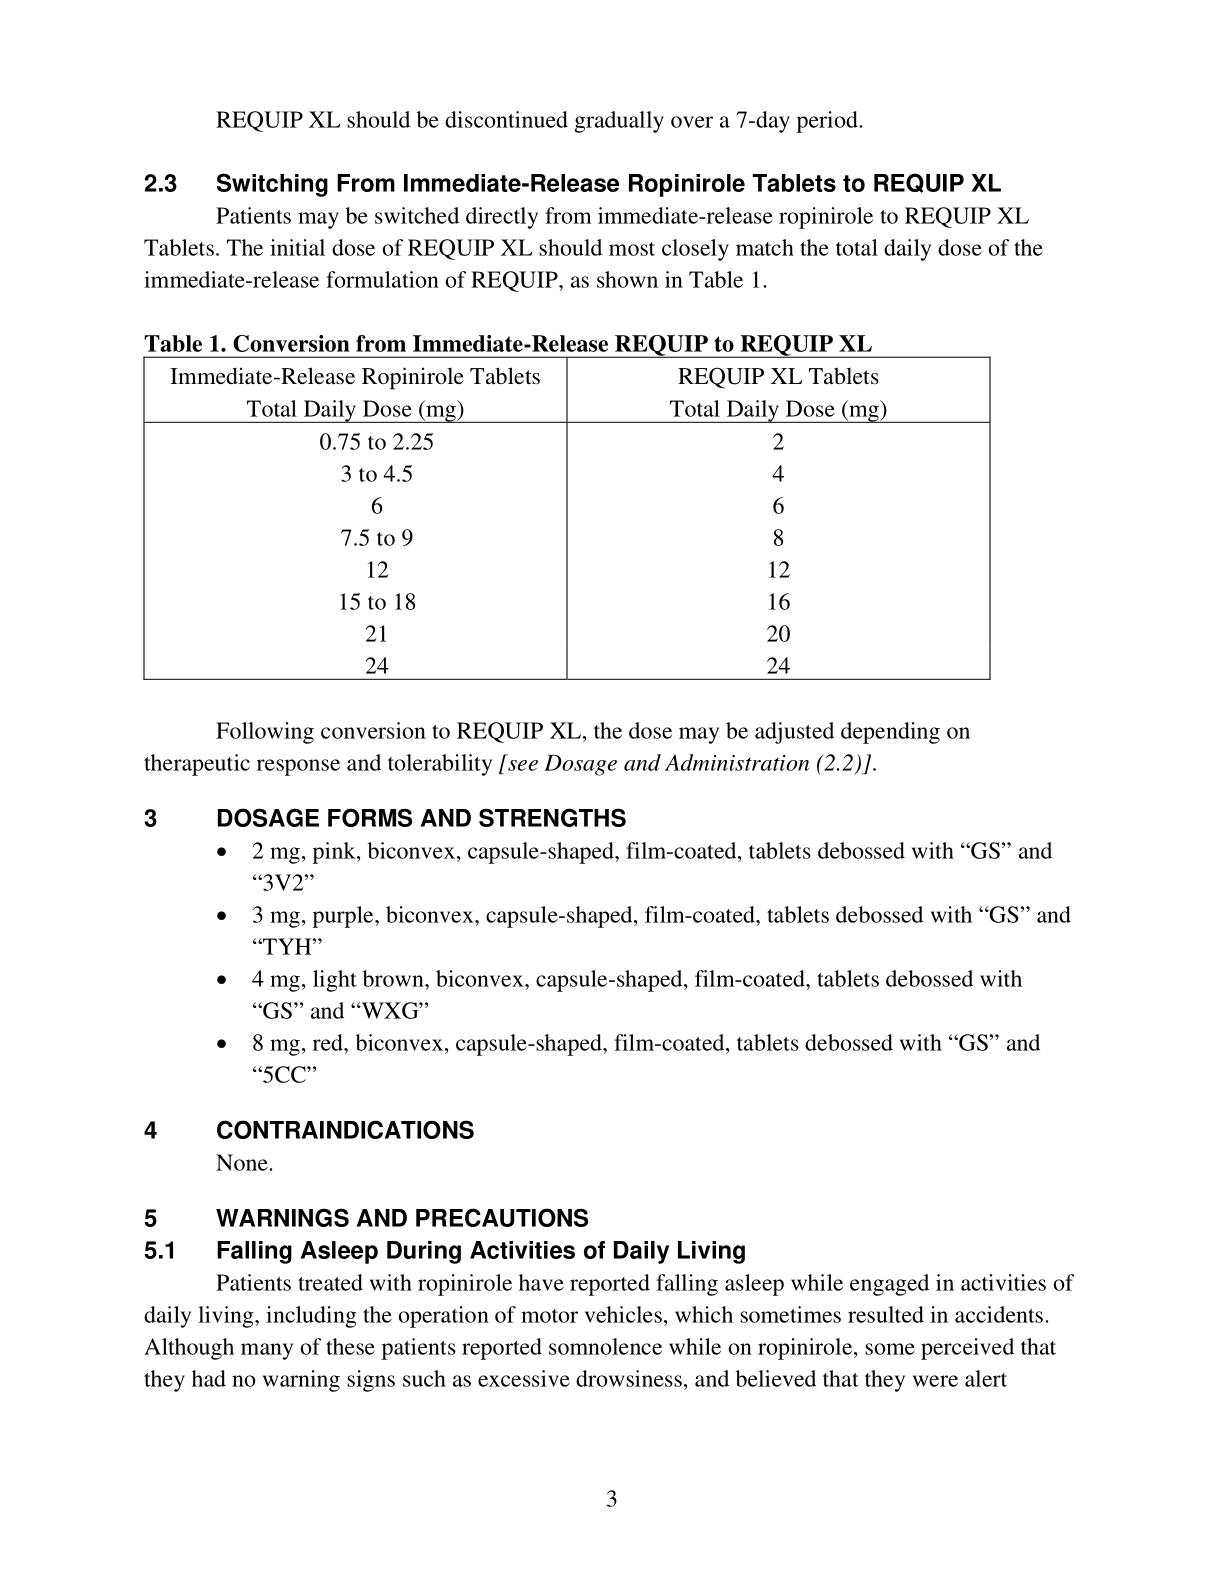 REQUIP XL should be discontinued gradually over a 7-day period.
2.3 Switching From Immediate-Release Ropinirole Tablets to REQUIP XL
Patients may be switched directly from immediate-release ropinirole to REQUIP XL
Tablets. The initial dose of REQUIP XL should most closely match the total daily dose of the
immediate-release formulation of REQUIP, as shown in Table 1.
Table 1. Conversion from Immediate-Release REQUIP to REQUIP XL
Immediate-Release Ropinirole Tablets REQUIP XL Tablets
Total Daily Dose (mg) Total Daily Dose (mg)
0.75 to 2.25 2
3 to 4.5 4
6 6
7.5 to 9 8
12 12
15 to 18 16
21 20
24 24
Following conversion to REQUIP XL, the dose may be adjusted depending on
therapeutic response and tolerability [see Dosage and Administration (2.2)].
3 DOSAGE FORMS AND STRENGTHS
• 2 mg, pink, biconvex, capsule-shaped, film-coated, tablets debossed with “GS” and
“3V2”
• 3 mg, purple, biconvex, capsule-shaped, film-coated, tablets debossed with “GS” and
“TYH”
• 4 mg, light brown, biconvex, capsule-shaped, film-coated, tablets debossed with
“GS” and “WXG”
• 8 mg, red, biconvex, capsule-shaped, film-coated, tablets debossed with “GS” and
“5CC”
4 CONTRAINDICATIONS
None.
5 WARNINGS AND PRECAUTIONS
5.1 Falling Asleep During Activities of Daily Living
Patients treated with ropinirole have reported falling asleep while engaged in activities of
daily living, including the operation of motor vehicles, which sometimes resulted in accidents.
Although many of these patients reported somnolence while on ropinirole, some perceived that
they had no warning signs such as excessive drowsiness, and believed that they were alert
3